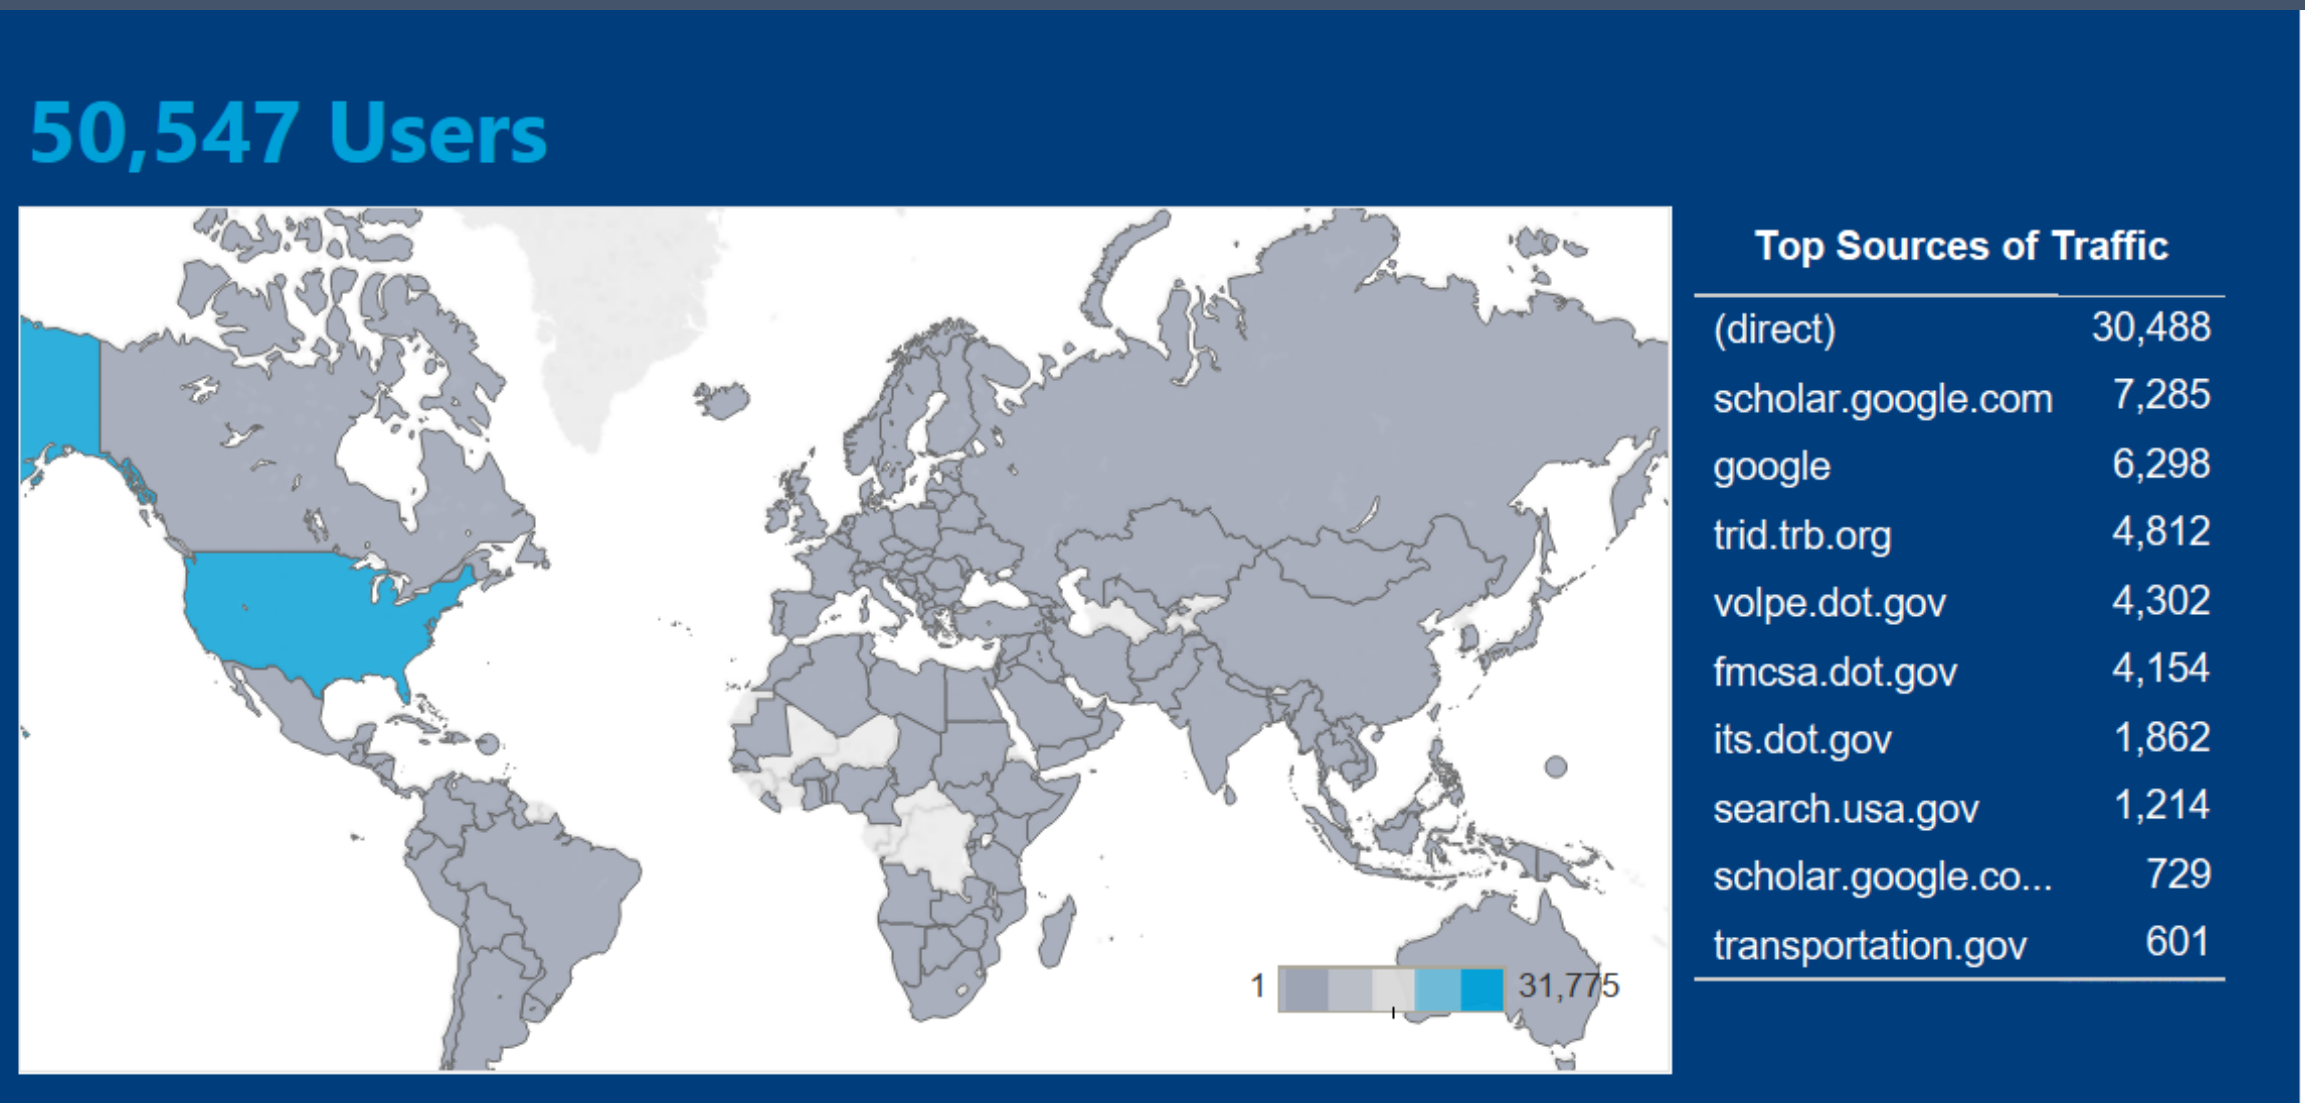 50,547 Users
Top Sources of Traffic
(direct) 30,488
scholar.google.com 7,285
google 6,298
trid.trb.org 4,812
volpe.dot.gov 4,302
fmcsa.dot.gov 4,154
its.dot.gov 1,862
search.usa.gov 1,214
scholar.google.co... 729
transportation.gov 601
1 31,775